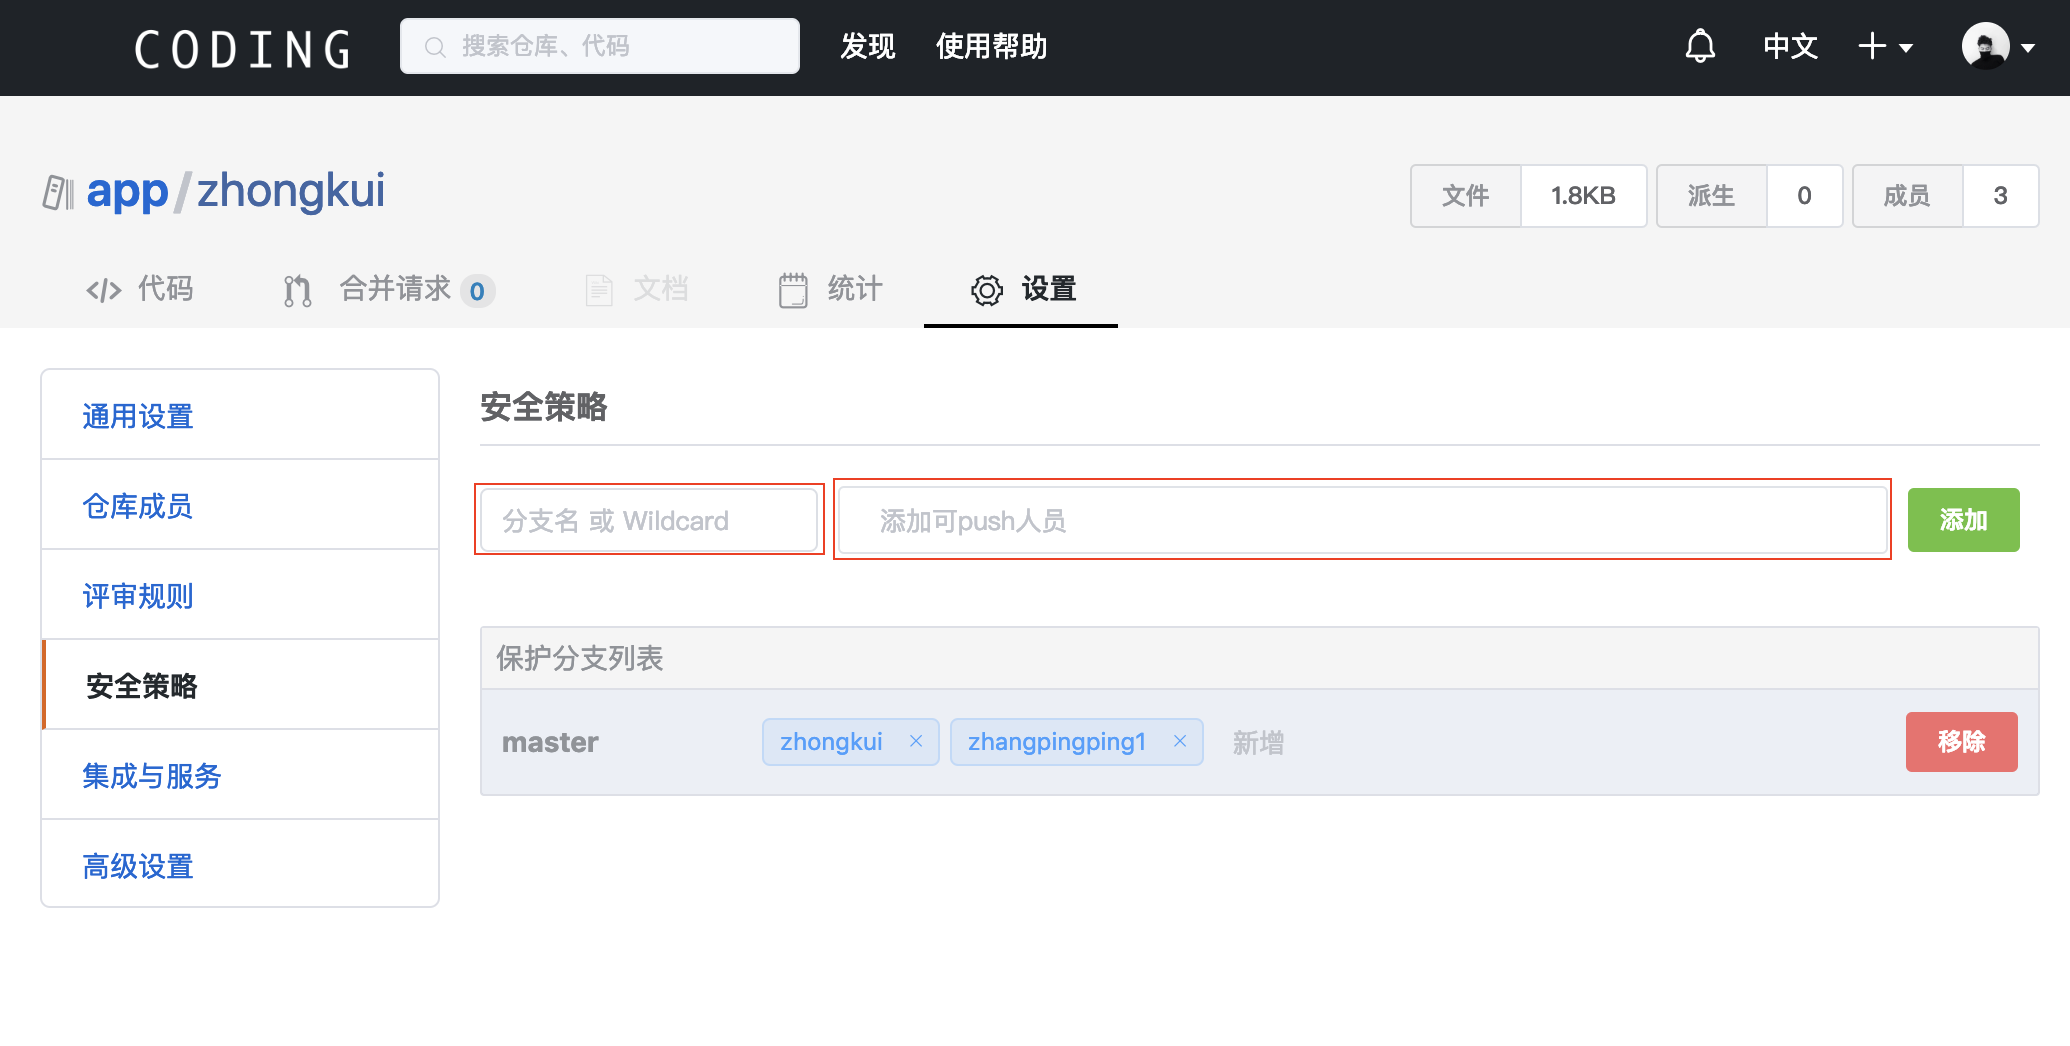 CODING 搜索仓库、代码 发现 使用帮助 中文
app/zhongkui 文件 1.8KB 派生 0 成员 3
代码 合并请求 0 文档 统计 设置
通用设置
仓库成员
评审规则
安全策略
集成与服务
高级设置
安全策略
分支名 或 Wildcard 添加可push人员 添加
保护分支列表
master zhongkui × zhangpingping1 × 新增 移除